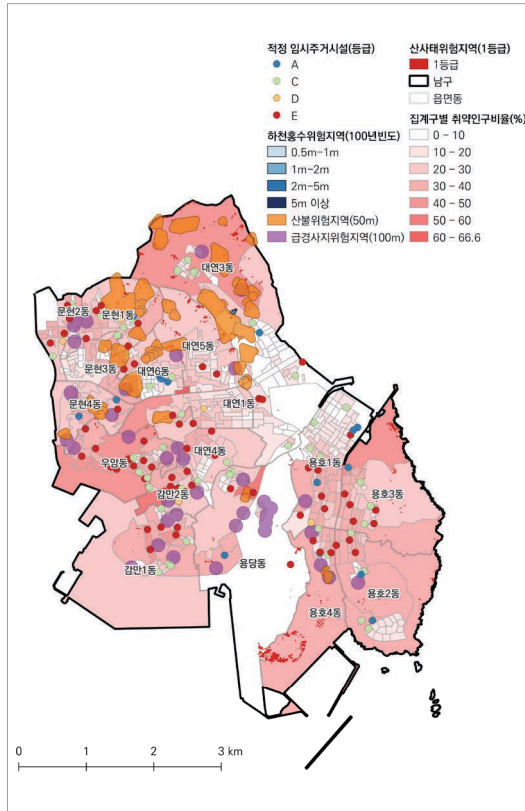 적정 임시주거시설(등급)
A
C
D
E
하천홍수위험지역(100년빈도)
0.5m-1m
1m-2m
2m-5m
5m 이상
산불위험지역(50m)
급경사지위험지역(100m)
산사태위험지역(1등급)
1등급
남구
읍면동
집계구별 취약인구비율(%)
0 - 10
10 - 20
20 - 30
30 - 40
40 - 50
50 - 60
60 - 66.6
대연3동
문현2동
문현1동
대연5동
문현3동
대연6동
문현4동
대연1동
우암동
대연4동
용호1동
감만2동
용호3동
감만1동
용당동
용호2동
용호4동
0 1 2 3 km